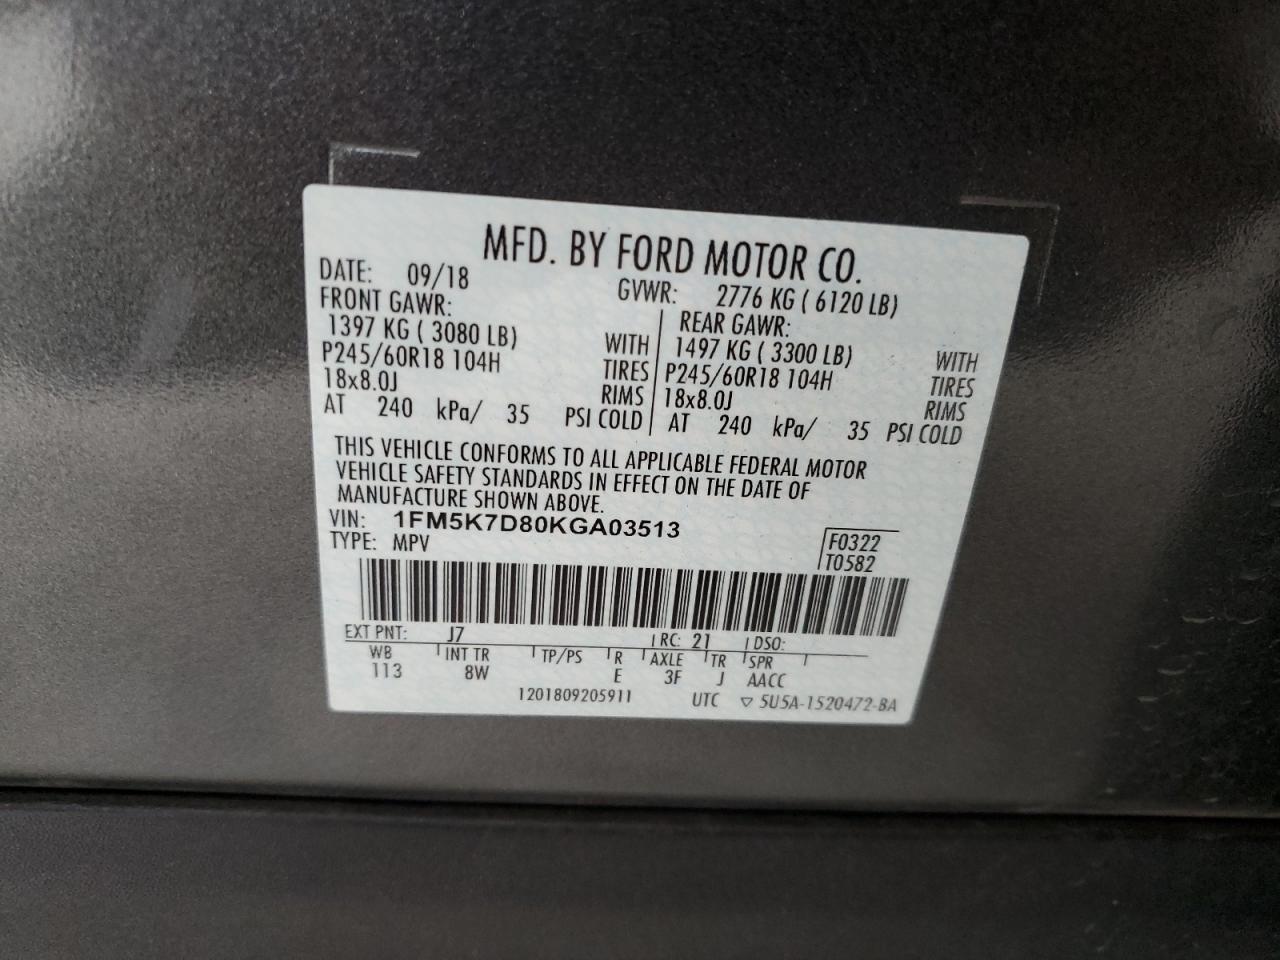 MFD. BY FORD MOTOR CO.
DATE: 09/18 GVWR: 2776 KG ( 6120 LB)
FRONT GAWR: REAR GAWR:
1397 KG ( 3080 LB) WITH 1497 KG ( 3300 LB) WITH
P245/60R18 104H TIRES P245/60R18 104H TIRES
18x8.0J RIMS 18x8.0J RIMS
AT 240 kPa/ 35 PSI COLD AT 240 kPa/ 35 PSI COLD
THIS VEHICLE CONFORMS TO ALL APPLICABLE FEDERAL MOTOR
VEHICLE SAFETY STANDARDS IN EFFECT ON THE DATE OF
MANUFACTURE SHOWN ABOVE.
VIN: 1FM5K7D80KGA03513
TYPE: MPV F0322
T0582
EXT PNT: J7 RC: 21 DSO:
WB INT TR TP/PS R AXLE TR SPR
113 8W E 3F J AACC
1201809205911 UTC ▽ 5U5A-1520472-BA